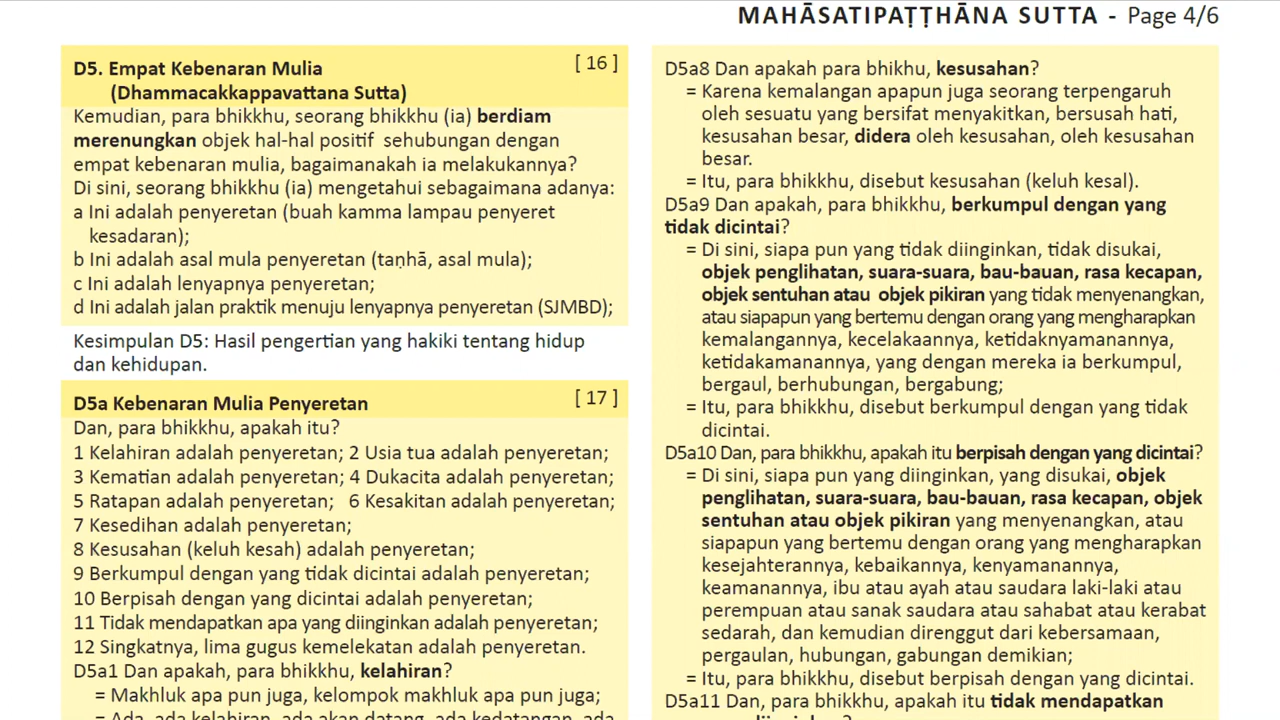 MAHĀSATIPAṬṬHĀNA SUTTA - Page 4/6
D5. Empat Kebenaran Mulia [ 16 ]
(Dhammacakkappavattana Sutta)
Kemudian, para bhikkhu, seorang bhikkhu (ia) berdiam
merenungkan objek hal-hal positif sehubungan dengan
empat kebenaran mulia, bagaimanakah ia melakukannya?
Di sini, seorang bhikkhu (ia) mengetahui sebagaimana adanya:
a Ini adalah penyeretan (buah kamma lampau penyeret
kesadaran);
b Ini adalah asal mula penyeretan (taṇhā, asal mula);
c Ini adalah lenyapnya penyeretan;
d Ini adalah jalan praktik menuju lenyapnya penyeretan (SJMBD);
Kesimpulan D5: Hasil pengertian yang hakiki tentang hidup
dan kehidupan.
D5a Kebenaran Mulia Penyeretan [ 17 ]
Dan, para bhikkhu, apakah itu?
1 Kelahiran adalah penyeretan; 2 Usia tua adalah penyeretan;
3 Kematian adalah penyeretan; 4 Dukacita adalah penyeretan;
5 Ratapan adalah penyeretan; 6 Kesakitan adalah penyeretan;
7 Kesedihan adalah penyeretan;
8 Kesusahan (keluh kesah) adalah penyeretan;
9 Berkumpul dengan yang tidak dicintai adalah penyeretan;
10 Berpisah dengan yang dicintai adalah penyeretan;
11 Tidak mendapatkan apa yang diinginkan adalah penyeretan;
12 Singkatnya, lima gugus kemelekatan adalah penyeretan.
D5a1 Dan apakah, para bhikkhu, kelahiran?
= Makhluk apa pun juga, kelompok makhluk apa pun juga;
= Ada, ada kelahiran, ada akan datang, ada kedatangan, ada
D5a8 Dan apakah para bhikhu, kesusahan?
= Karena kemalangan apapun juga seorang terpengaruh
oleh sesuatu yang bersifat menyakitkan, bersusah hati,
kesusahan besar, didera oleh kesusahan, oleh kesusahan
besar.
= Itu, para bhikkhu, disebut kesusahan (keluh kesal).
D5a9 Dan apakah, para bhikkhu, berkumpul dengan yang
tidak dicintai?
= Di sini, siapa pun yang tidak diinginkan, tidak disukai,
objek penglihatan, suara-suara, bau-bauan, rasa kecapan,
objek sentuhan atau objek pikiran yang tidak menyenangkan,
atau siapapun yang bertemu dengan orang yang mengharapkan
kemalangannya, kecelakaannya, ketidaknyamanannya,
ketidakamanannya, yang dengan mereka ia berkumpul,
bergaul, berhubungan, bergabung;
= Itu, para bhikkhu, disebut berkumpul dengan yang tidak
dicintai.
D5a10 Dan, para bhikkhu, apakah itu berpisah dengan yang dicintai?
= Di sini, siapa pun yang diinginkan, yang disukai, objek
penglihatan, suara-suara, bau-bauan, rasa kecapan, objek
sentuhan atau objek pikiran yang menyenangkan, atau
siapapun yang bertemu dengan orang yang mengharapkan
kesejahterannya, kebaikannya, kenyamanannya,
keamanannya, ibu atau ayah atau saudara laki-laki atau
perempuan atau sanak saudara atau sahabat atau kerabat
sedarah, dan kemudian direnggut dari kebersamaan,
pergaulan, hubungan, gabungan demikian;
= Itu, para bhikkhu, disebut berpisah dengan yang dicintai.
D5a11 Dan, para bhikkhu, apakah itu tidak mendapatkan